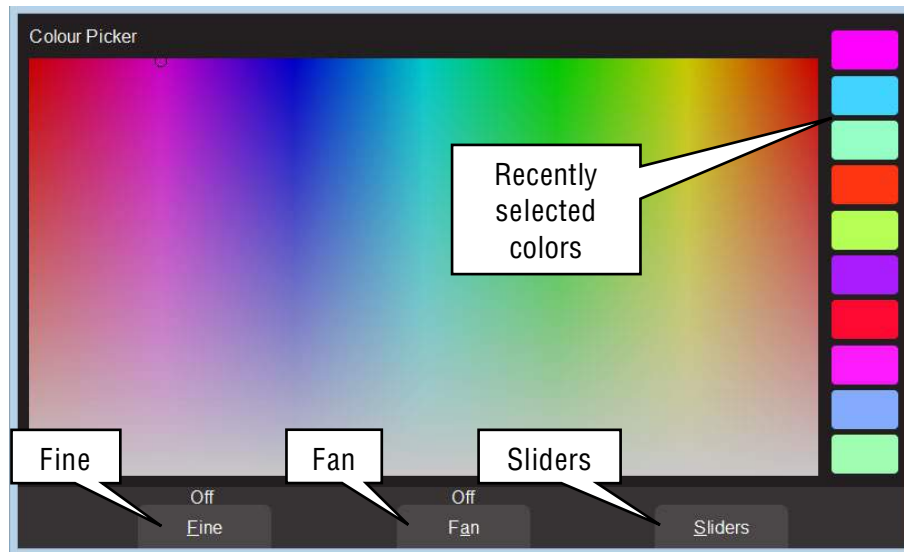 Colour Picker
Recently
selected
colors
Fine
Fan
Sliders
Off
Off
Fine
Fan
Sliders